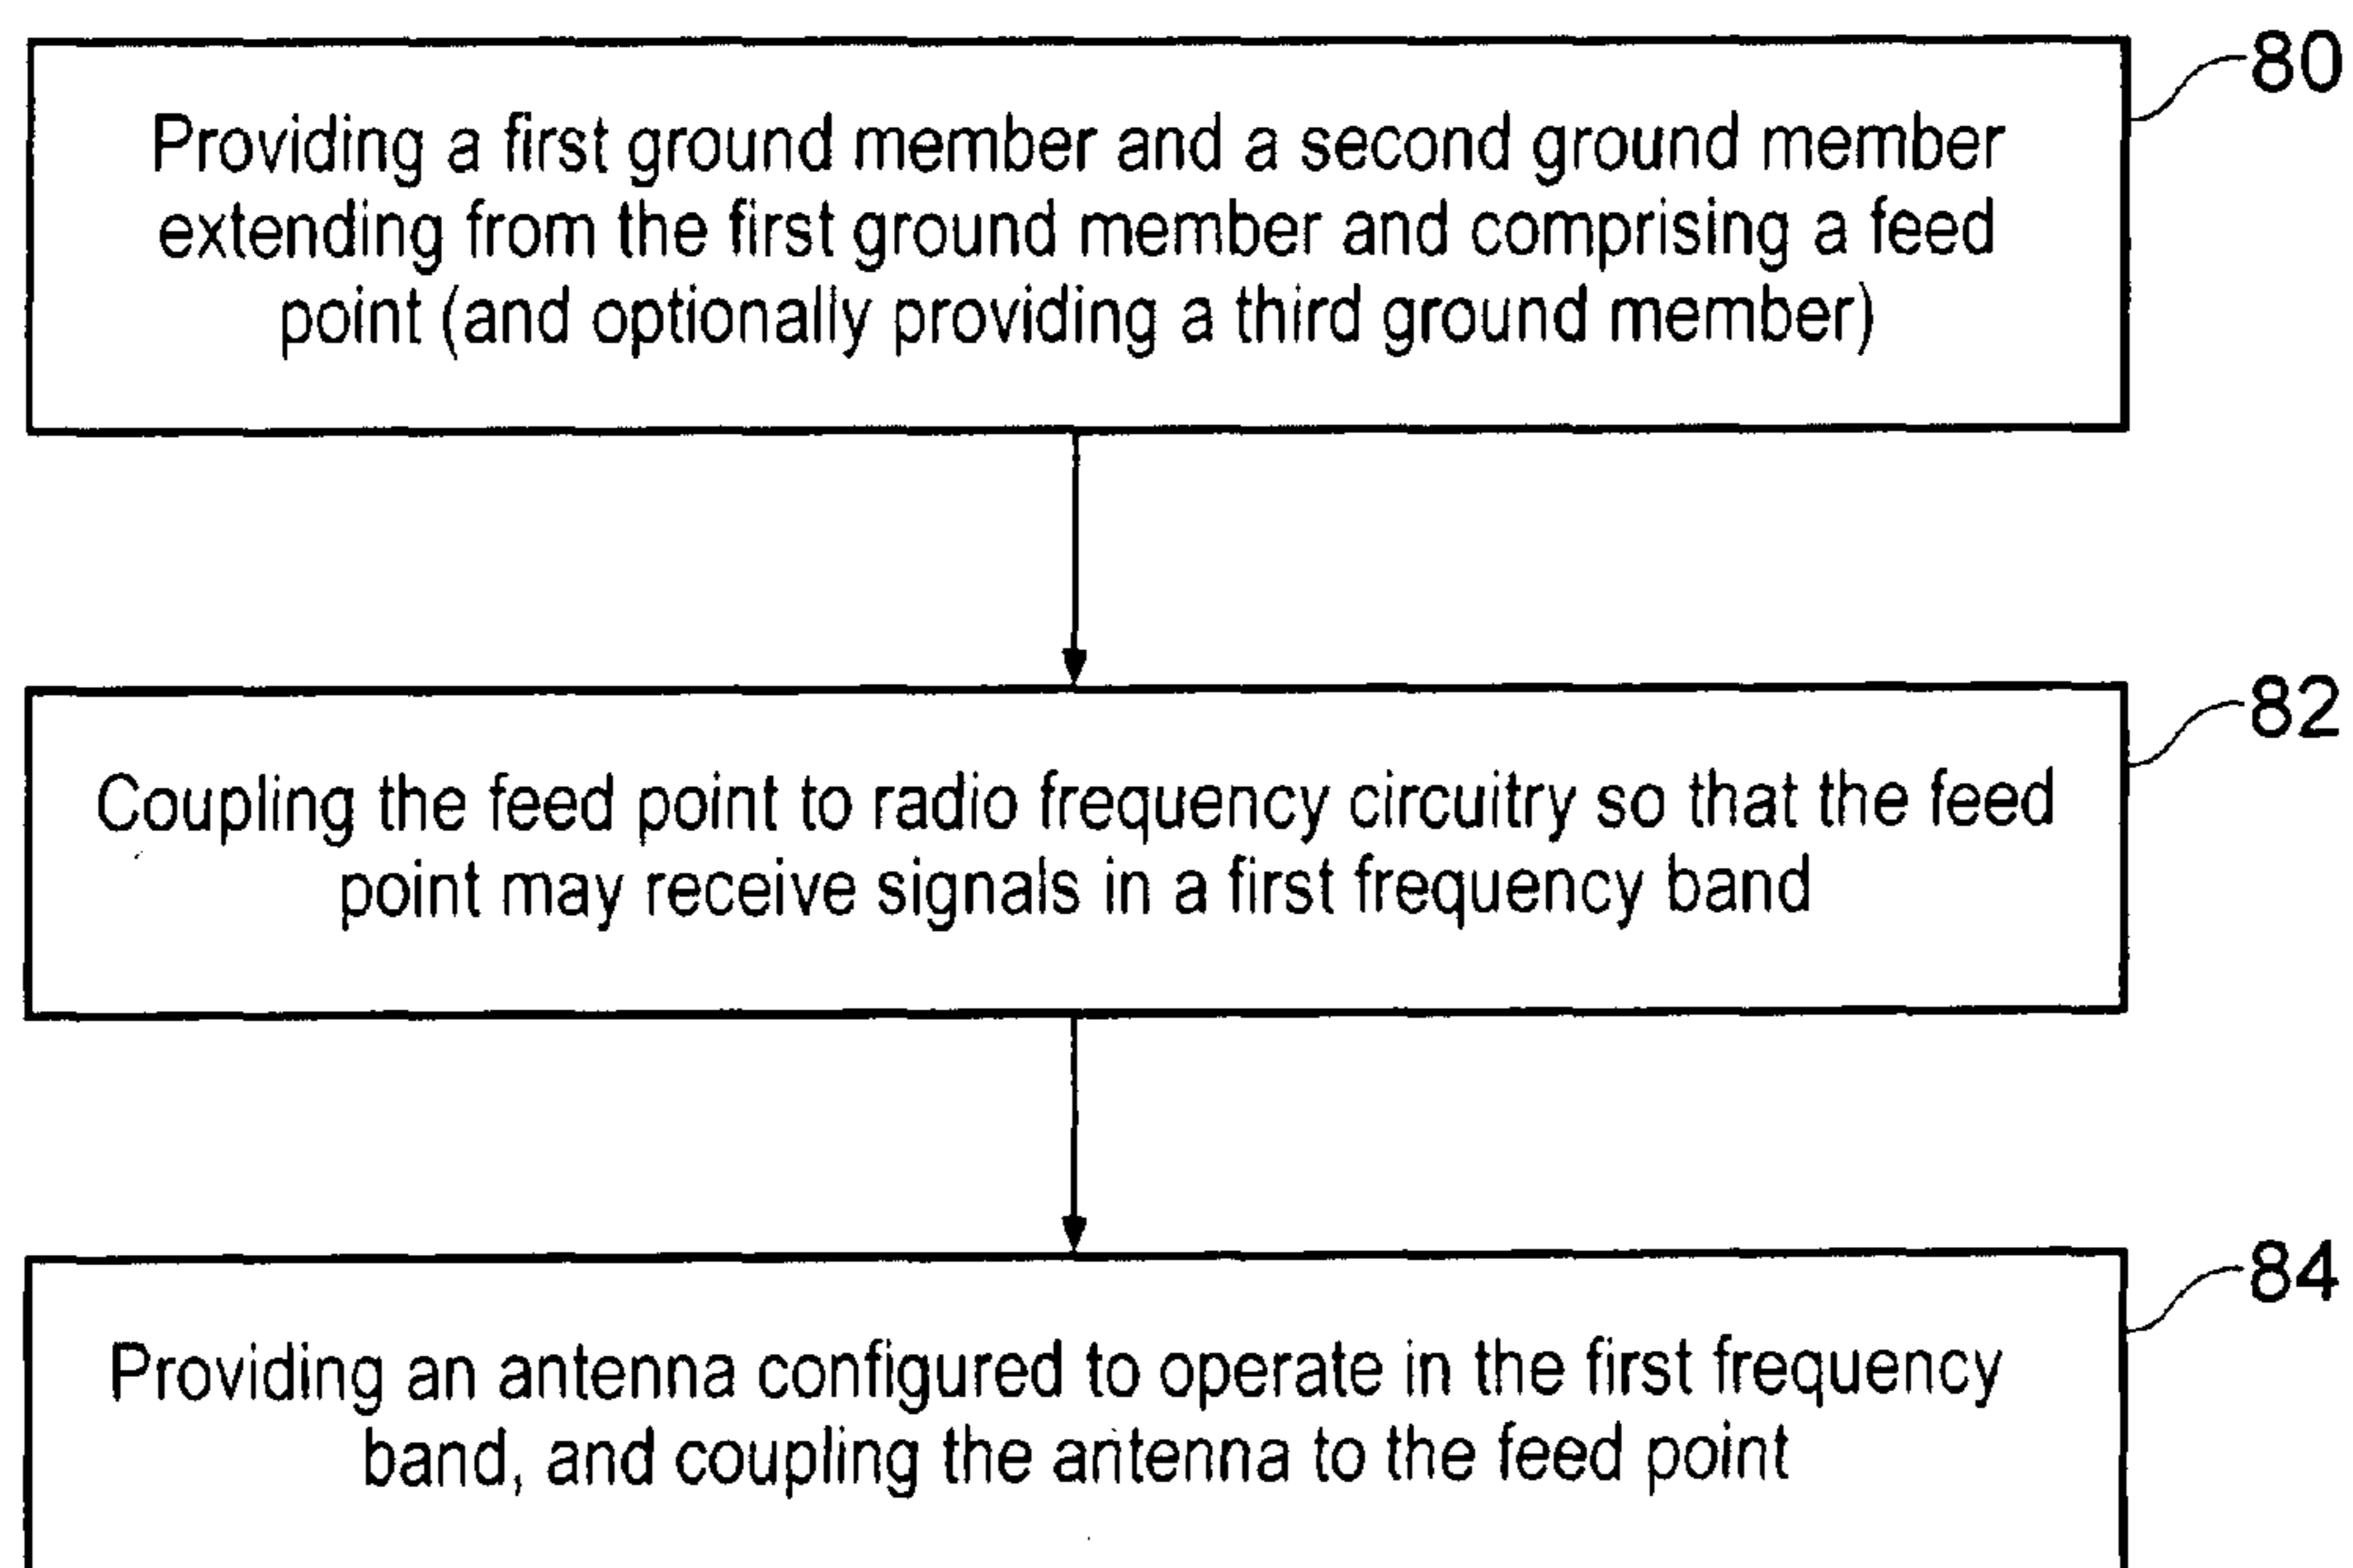 80
Providing a first ground member and a second ground member
extending from the first ground member and comprising a feed
point (and optionally providing a third ground member)
82
Coupling the feed point to radio frequency circuitry so that the feed
point may receive signals in a first frequency band
84
Providing an antenna configured to operate in the first frequency
band, and coupling the antenna to the feed point